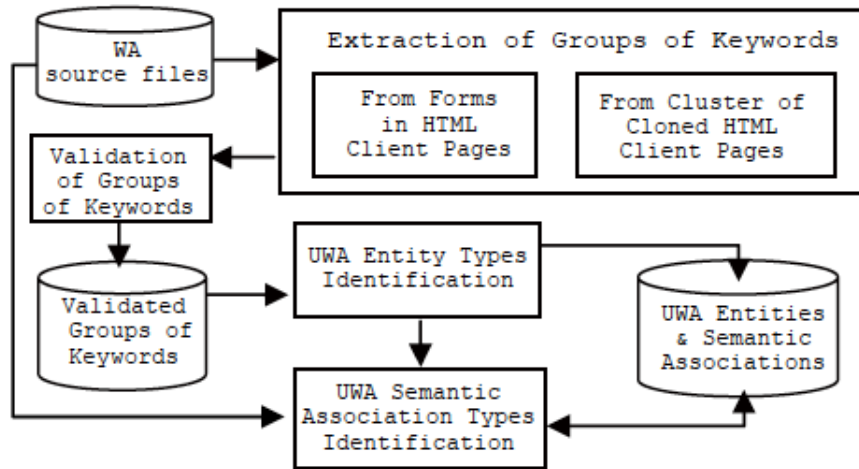 WA
source files
Extraction of Groups of Keywords
From Forms
in HTML
Client Pages
From Cluster of
Cloned HTML
Client Pages
Validation
of Groups
of Keywords
UWA Entity Types
Identification
Validated
Groups of
Keywords
UWA Entities
& Semantic
Associations
UWA Semantic
Association Types
Identification